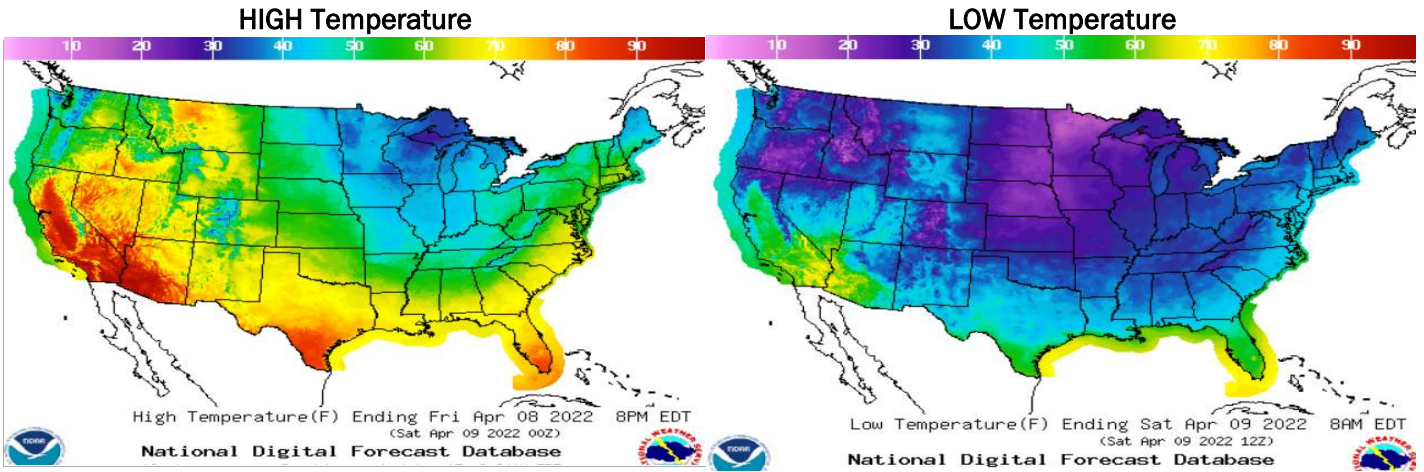 HIGH Temperature
10 20 30 40 50 60 70 80 90
High Temperature(F) Ending Fri Apr 08 2022 8PM EDT
(Sat Apr 09 2022 00Z)
National Digital Forecast Database
NOAA
LOW Temperature
10 20 30 40 50 60 70 80 90
Low Temperature(F) Ending Sat Apr 09 2022 8AM EDT
(Sat Apr 09 2022 12Z)
National Digital Forecast Database
NOAA